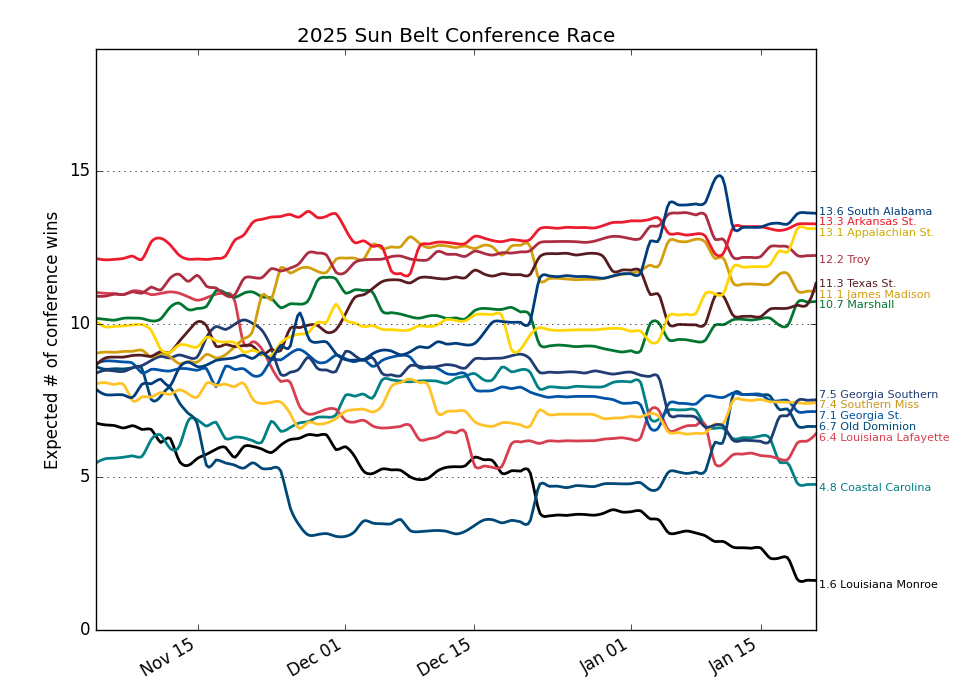 2025 Sun Belt Conference Race
Expected # of conference wins
15
10
5
0
Nov 15
Dec 01
Dec 15
Jan 01
Jan 15
13.6 South Alabama
13.3 Arkansas St.
13.1 Appalachian St.
12.2 Troy
11.3 Texas St.
11.1 James Madison
10.7 Marshall
7.5 Georgia Southern
7.4 Southern Miss
7.1 Georgia St.
6.7 Old Dominion
6.4 Louisiana Lafayette
4.8 Coastal Carolina
1.6 Louisiana Monroe